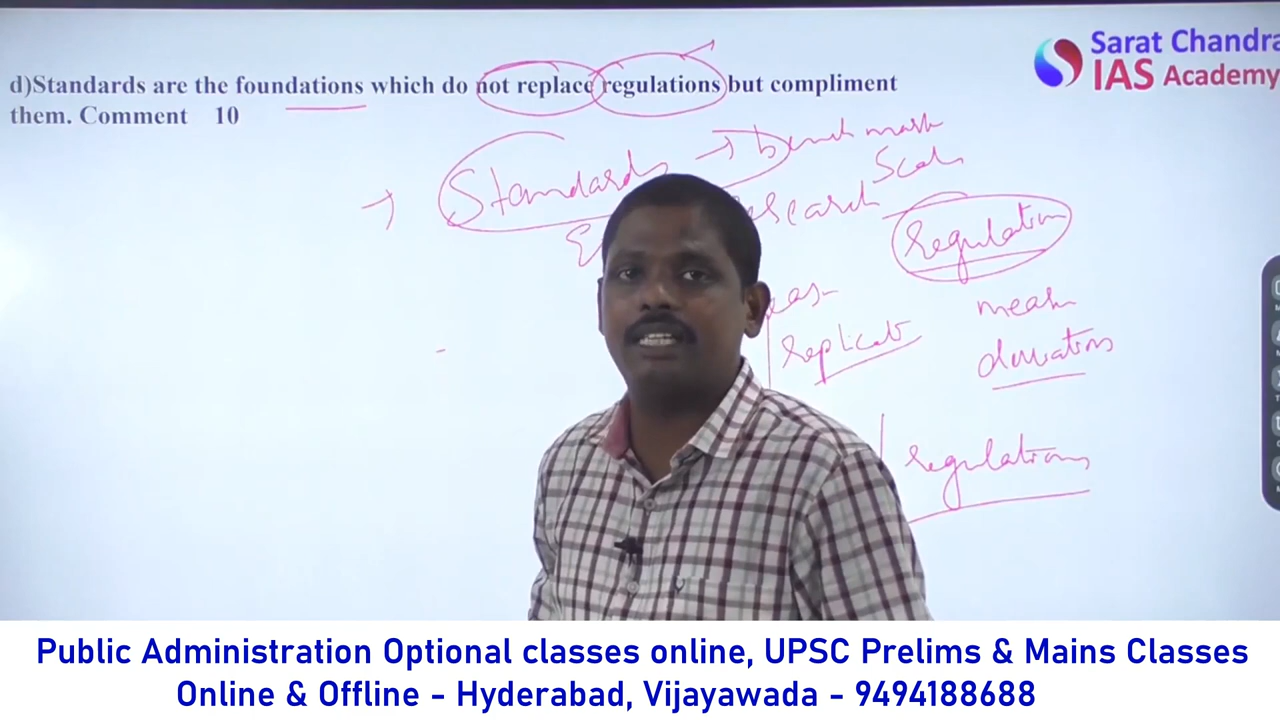 d)Standards are the foundations which do not replace regulations but compliment
them. Comment 10
Sarat Chandra
IAS Academy
Standards → benchmark
Scale
Regulation
replicate
deviations
regulations
Public Administration Optional classes online, UPSC Prelims & Mains Classes
Online & Offline - Hyderabad, Vijayawada - 9494188688